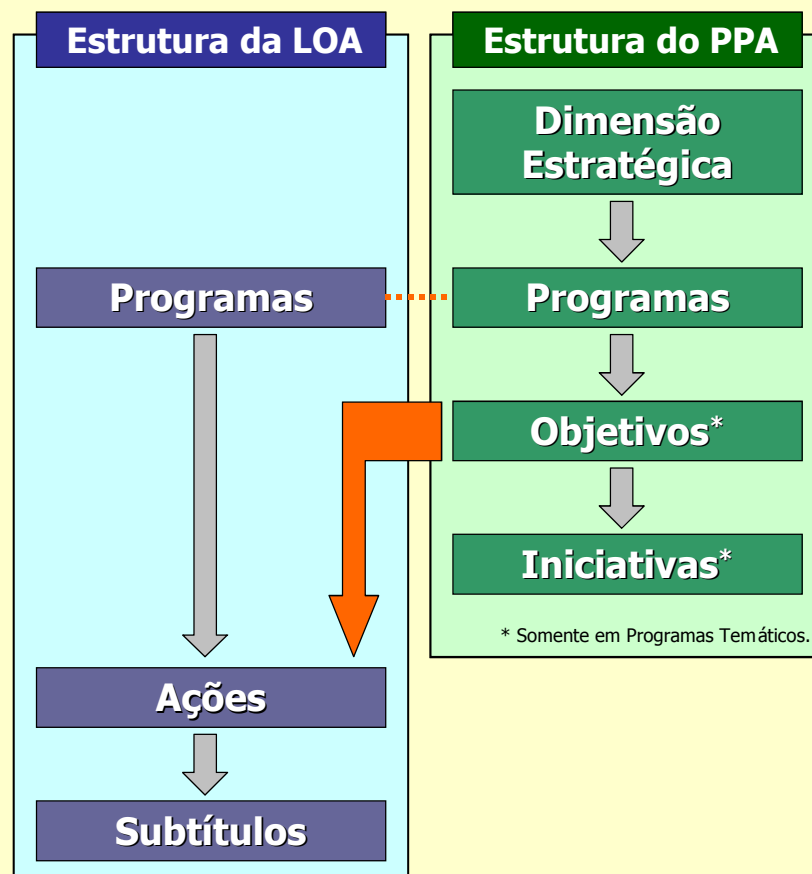 Estrutura da LOA
Programas
Ações
Subtítulos
Estrutura do PPA
Dimensão
Estratégica
Programas
Objetivos*
Iniciativas*
* Somente em Programas Temáticos.